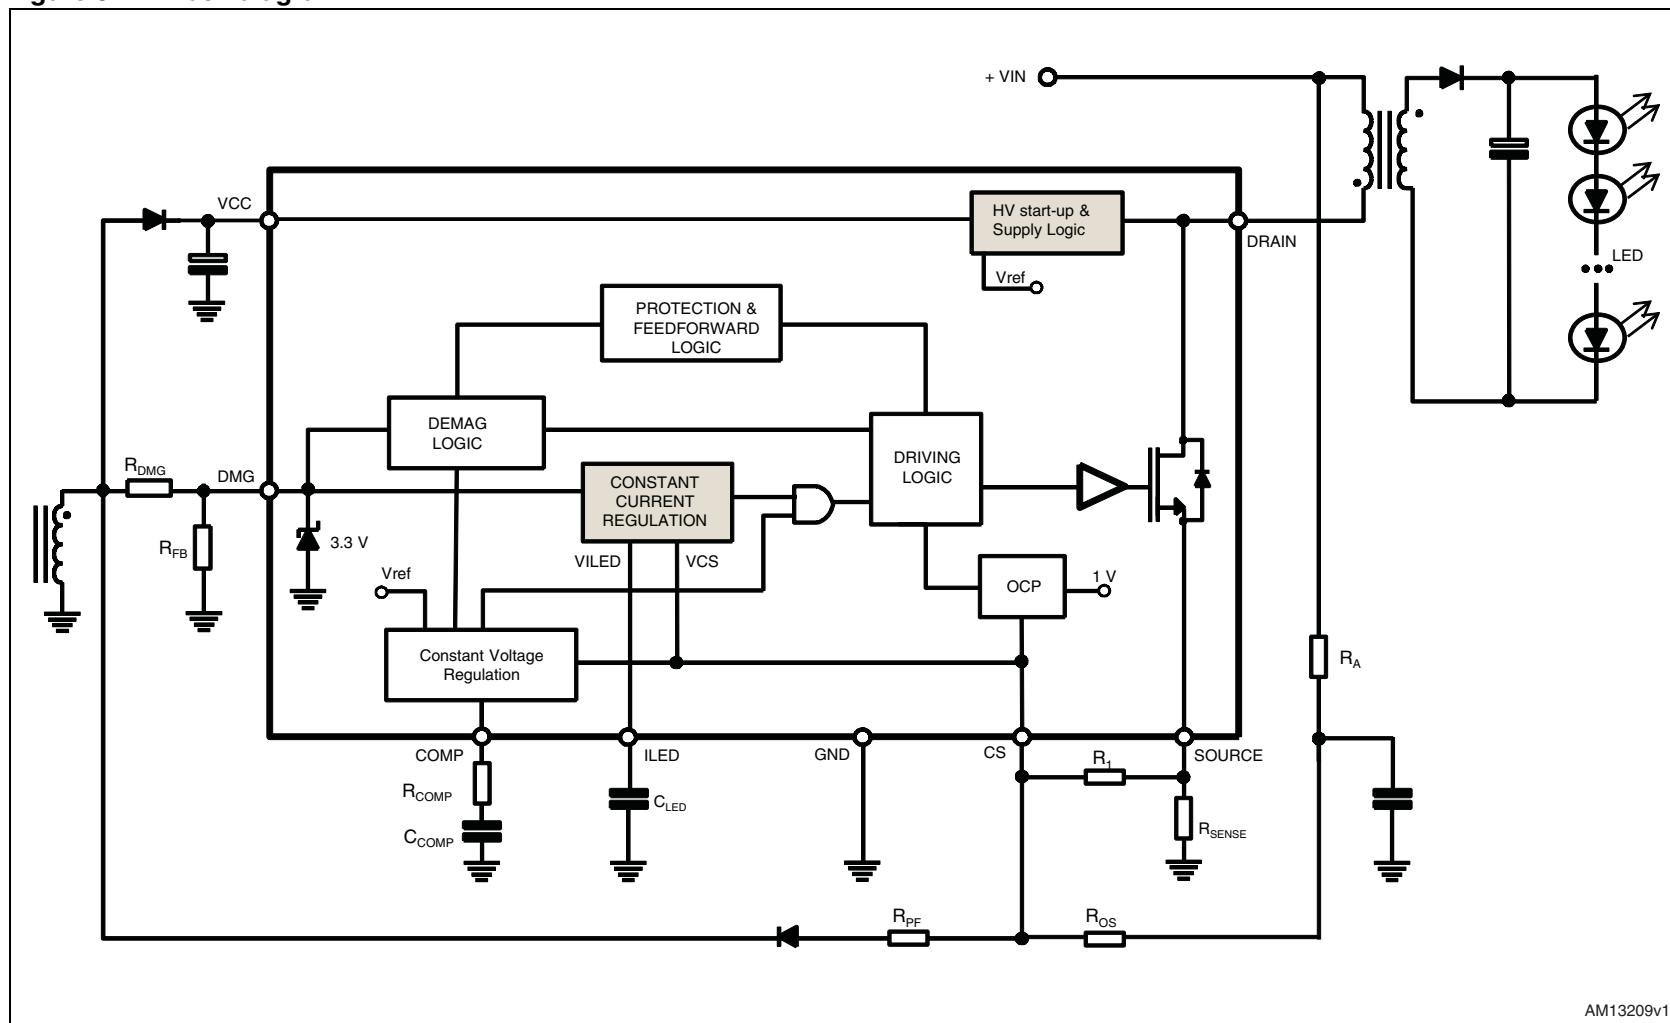 + VIN
VCC
HV start-up &
Supply Logic
DRAIN
LED
Vref
PROTECTION &
FEEDFORWARD
LOGIC
DEMAG
LOGIC
DRIVING
LOGIC
RDMG
DMG
CONSTANT
CURRENT
REGULATION
RFB
3.3 V
VILED
VCS
Vref
OCP
1 V
Constant Voltage
Regulation
RA
COMP
ILED
GND
CS
SOURCE
R1
RCOMP
CLED
RSENSE
CCOMP
RPF
ROS
AM13209v1